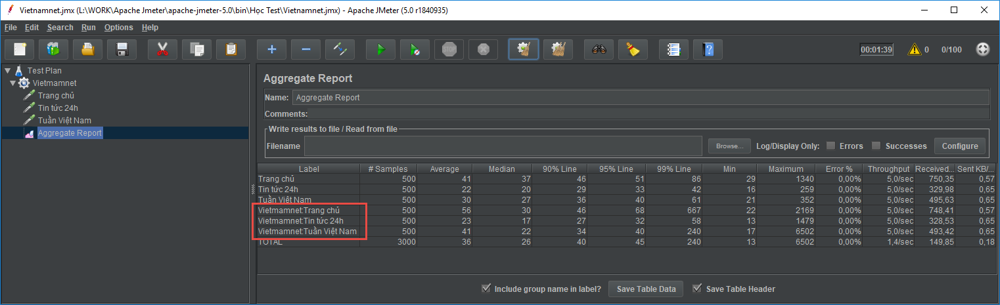 Vietnamnet.jmx (L:\WORK\Apache Jmeter\apache-jmeter-5.0\bin\Học Test\Vietnamnet.jmx) - Apache JMeter (5.0 r1840935)
File Edit Search Run Options Help
STOP 00:01:39 0 0/100
Test Plan
Vietmamnet
Trang chủ
Tin tức 24h
Tuần Việt Nam
Aggregate Report
Aggregate Report
Name: Aggregate Report
Comments:
Write results to file / Read from file
Filename Browse... Log/Display Only: Errors Successes Configure
Label # Samples Average Median 90% Line 95% Line 99% Line Min Maximum Error % Throughput Received... Sent KB/...
Trang chủ 500 41 37 46 51 86 29 1340 0,00% 5,0/sec 750,35 0,57
Tin tức 24h 500 22 20 29 33 42 16 259 0,00% 5,0/sec 329,98 0,65
Tuần Việt Nam 500 30 27 36 40 61 21 352 0,00% 5,0/sec 495,63 0,65
Vietmamnet:Trang chủ 500 56 30 46 68 667 22 2169 0,00% 5,0/sec 748,41 0,57
Vietmamnet:Tin tức 24h 500 23 17 27 32 58 13 1479 0,00% 5,0/sec 328,53 0,65
Vietmamnet:Tuần Việt Nam 500 41 22 34 40 240 17 6502 0,00% 5,0/sec 493,42 0,65
TOTAL 3000 36 26 40 45 240 13 6502 0,00% 1,4/sec 149,85 0,18
Include group name in label? Save Table Data Save Table Header